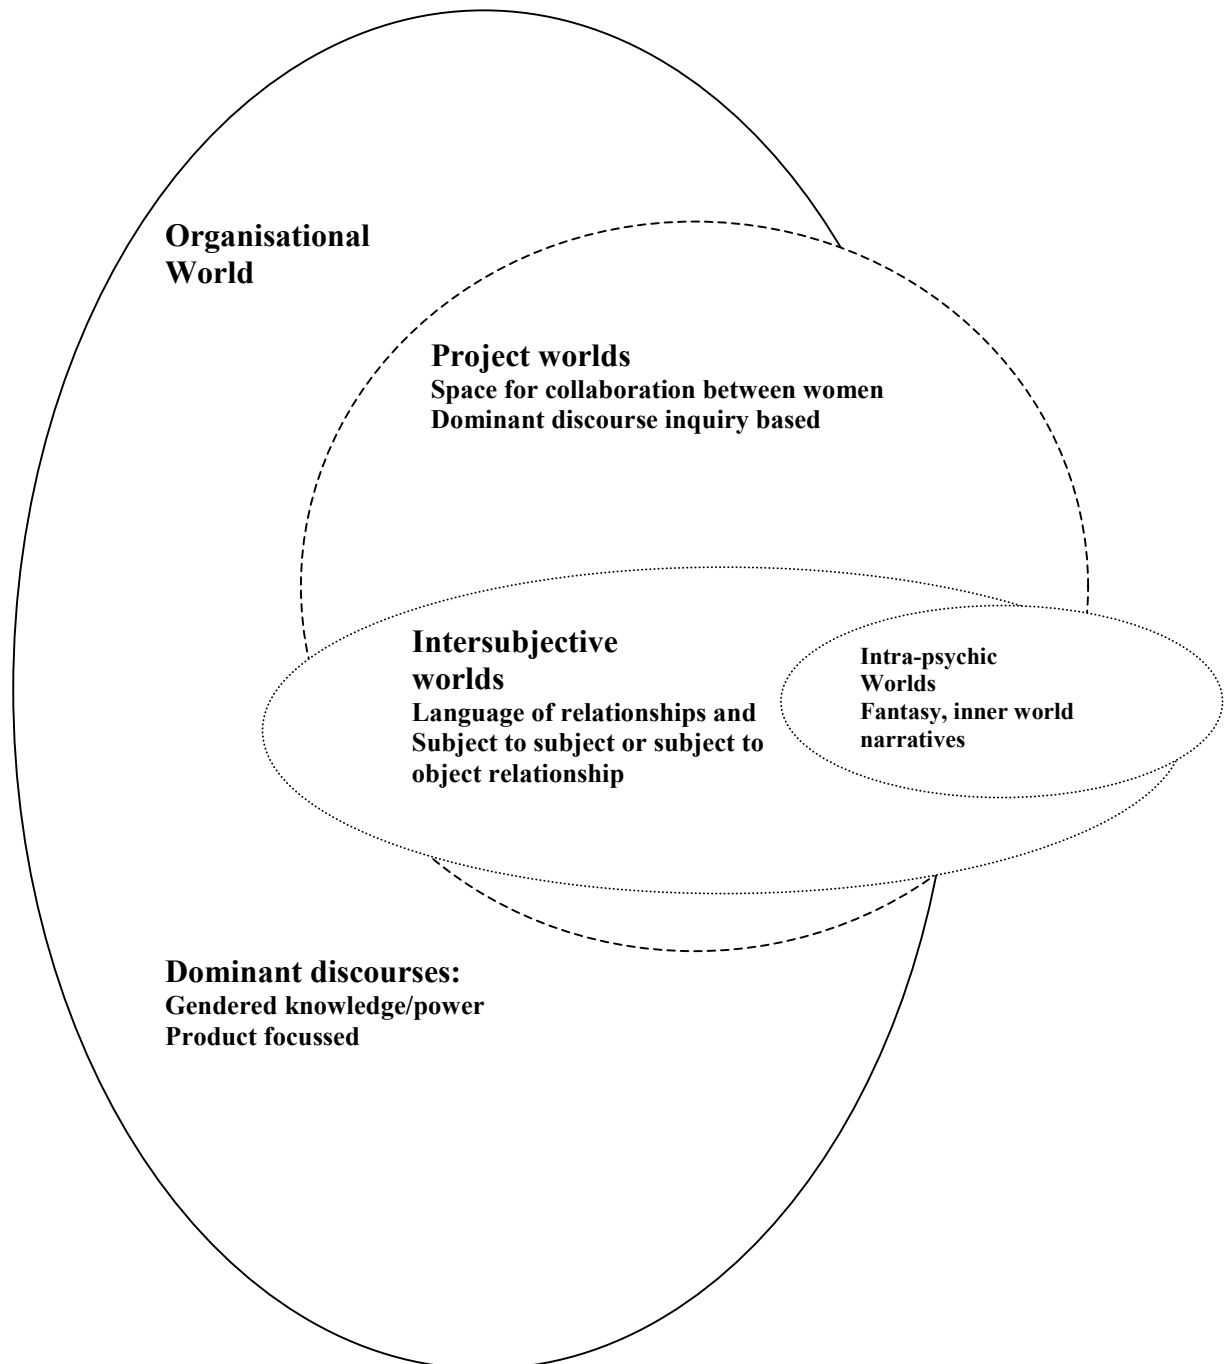 Organisational
World
Project worlds
Space for collaboration between women
Dominant discourse inquiry based
Intersubjective
worlds
Language of relationships and
Subject to subject or subject to
object relationship
Intra-psychic
Worlds
Fantasy, inner world
narratives
Dominant discourses:
Gendered knowledge/power
Product focussed